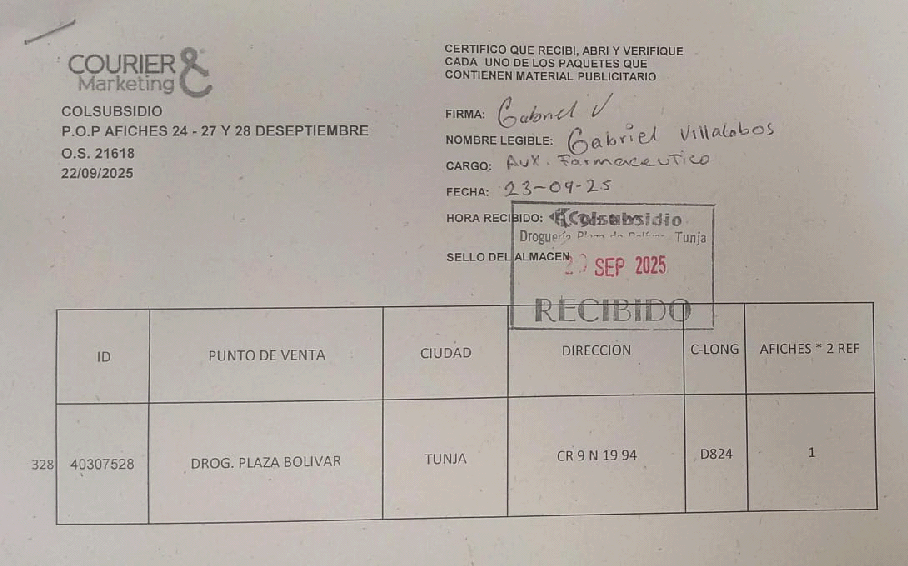 COURIER &
Marketing
COLSUBSIDIO
P.O.P AFICHES 24 - 27 Y 28 DESEPTIEMBRE
O.S. 21618
22/09/2025
CERTIFICO QUE RECIBI, ABRI Y VERIFIQUE
CADA UNO DE LOS PAQUETES QUE
CONTIENEN MATERIAL PUBLICITARIO
FIRMA: Gabriel V
NOMBRE LEGIBLE: Gabriel Villalobos
CARGO: Aux. Farmaceutico
FECHA: 23-09-25
HORA RECIBIDO:
Colsubsidio
Tunja
SELLO DEL ALMACEN
SEP 2025
RECIBIDO
ID PUNTO DE VENTA CIUDAD DIRECCIÓN C-LONG AFICHES * 2 REF
328 40307528 DROG. PLAZA BOLIVAR TUNJA CR 9 N 19 94 D824 1